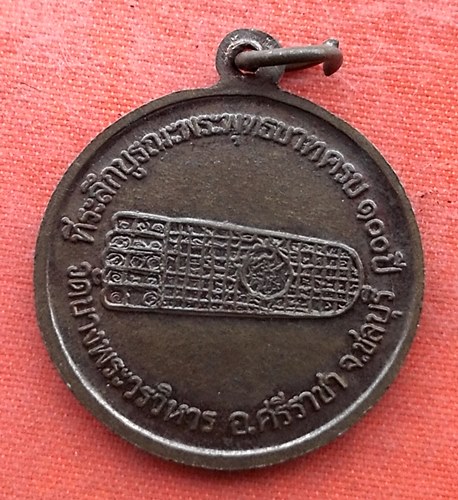 ที่ระลึกบูรณะพระพุทธบาทครบ ๑๐๐ ปี
วัดบางพระวรวิหาร อ.ศรีราชา จ.ชลบุรี